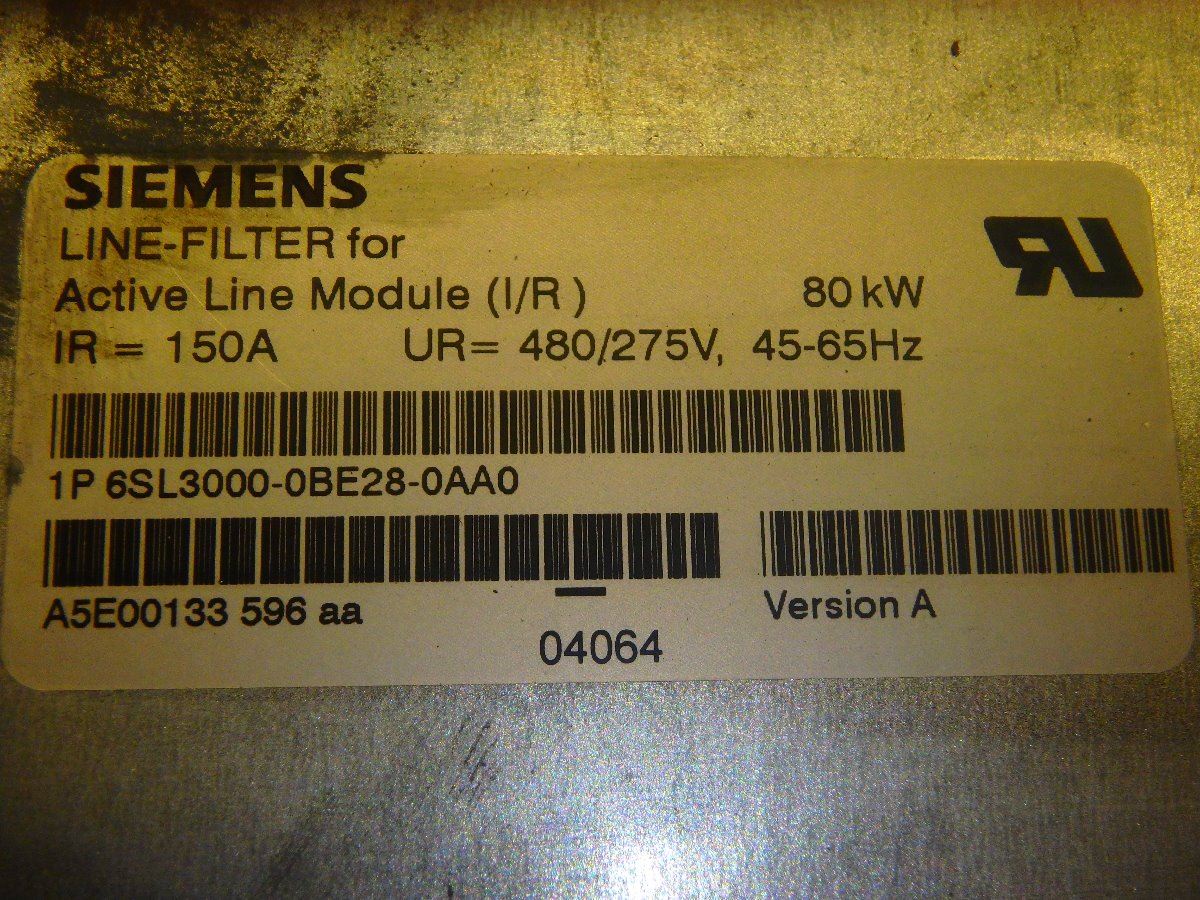 SIEMENS
LINE-FILTER for
Active Line Module (I/R ) 80 kW
IR = 150A UR= 480/275V, 45-65Hz
1P 6SL3000-0BE28-0AA0
A5E00133 596 aa
Version A
04064